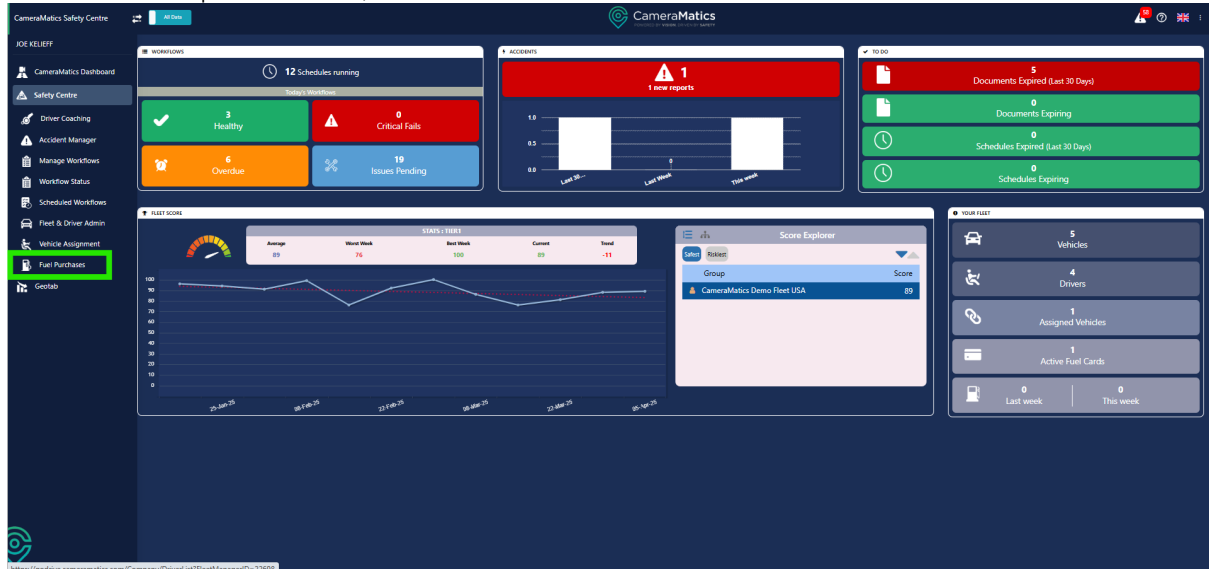 CameraMatics Safety Centre
All Data
CameraMatics
58
JOE KELIEFF
CameraMatics Dashboard
Safety Centre
Driver Coaching
Accident Manager
Manage Workflows
Workflow Status
Scheduled Workflows
Fleet & Driver Admin
Vehicle Assignment
Fuel Purchases
Geotab
WORKFLOWS
12 Schedules running
Today's Workflows
3
Healthy
0
Critical Fails
6
Overdue
19
Issues Pending
ACCIDENTS
1
1 new reports
1.0
0.5
0.0
0
Last 30...
Last Week
This week
TO DO
5
Documents Expired (Last 30 Days)
0
Documents Expiring
0
Schedules Expired (Last 30 Days)
0
Schedules Expiring
FLEET SCORE
STATS : TIER1
Average Worst Week Best Week Current Trend
89 76 100 89 -11
100
90
80
70
60
50
40
30
20
10
0
25-Jan-25 08-Feb-25 22-Feb-25 08-Mar-25 22-Mar-25 05-Apr-25
Score Explorer
Safest Riskiest
Group Score
CameraMatics Demo Fleet USA 89
YOUR FLEET
5
Vehicles
4
Drivers
1
Assigned Vehicles
1
Active Fuel Cards
0 0
Last week This week